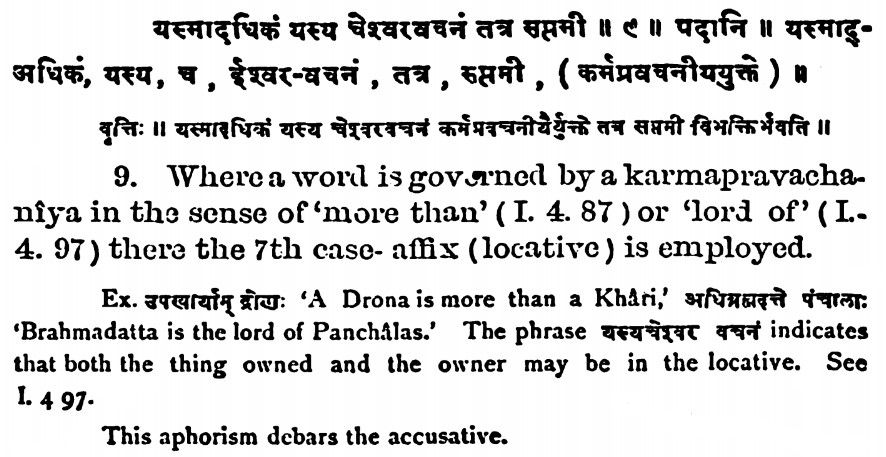 यस्मादधिकं यस्य चेश्वरवचनं तत्र सप्तमी ॥ ९ ॥ पदानि ॥ यस्माद्-
अधिकं, यस्य, च , ईश्वर-वचनं , तत्र , सप्तमी , ( कर्मप्रवचनीययुक्ते ) ॥
वृत्तिः ॥ यस्मादधिकं यस्य चेश्वरवचनं कर्मप्रवचनीयैर्युक्ते तत्र सप्तमी विभक्तिर्भवति ॥
9. Where a word is governed by a karmapravacha-
nîya in the sense of ‘more than’ ( I. 4. 87 ) or ‘lord of’ ( I.-
4. 97 ) there the 7th case- affix ( locative ) is employed.
Ex. उपखार्याम् द्रोणः ‘A Drona is more than a Khâri,’ अधिब्रह्मदत्ते पंचालाः
‘Brahmadatta is the lord of Panchâlas.’ The phrase यस्यचेश्वर वचनं indicates
that both the thing owned and the owner may be in the locative. See
I. 4 97.
This aphorism debars the accusative.